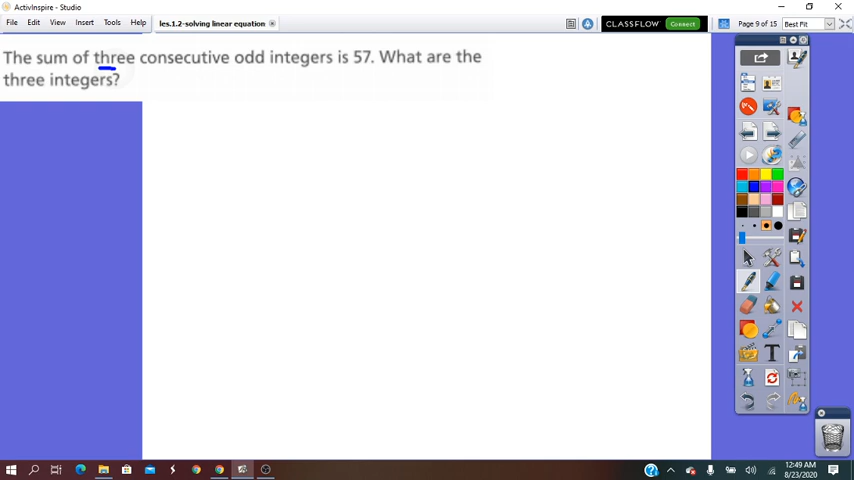 ActivInspire - Studio
File Edit View Insert Tools Help les.1.2-solving linear equation CLASSFLOW Connect Page 9 of 15 Best Fit
The sum of three consecutive odd integers is 57. What are the
three integers?
T
12:49 AM
8/23/2020